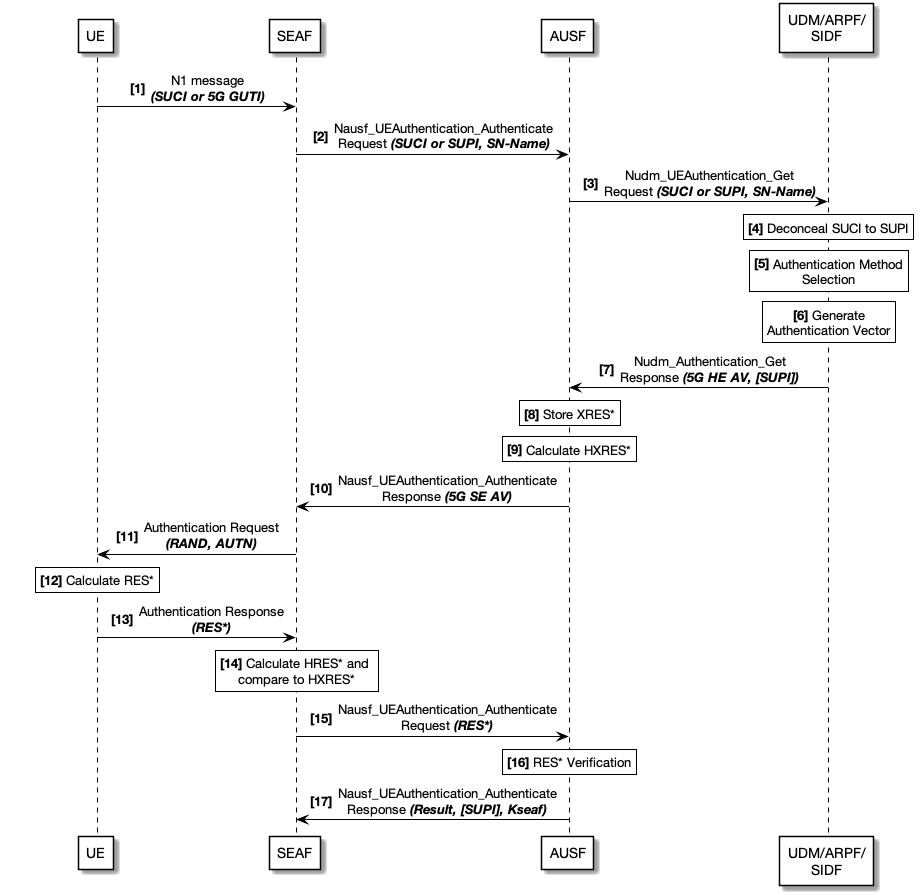 UE
SEAF
AUSF
UDM/ARPF/
SIDF
[1] N1 message
(SUCI or 5G GUTI)
[2] Nausf_UEAuthentication_Authenticate
Request (SUCI or SUPI, SN-Name)
[3] Nudm_UEAuthentication_Get
Request (SUCI or SUPI, SN-Name)
[4] Deconceal SUCI to SUPI
[5] Authentication Method
Selection
[6] Generate
Authentication Vector
[7] Nudm_Authentication_Get
Response (5G HE AV, [SUPI])
[8] Store XRES*
[9] Calculate HXRES*
[10] Nausf_UEAuthentication_Authenticate
Response (5G SE AV)
[11] Authentication Request
(RAND, AUTN)
[12] Calculate RES*
[13] Authentication Response
(RES*)
[14] Calculate HRES* and
compare to HXRES*
[15] Nausf_UEAuthentication_Authenticate
Request (RES*)
[16] RES* Verification
[17] Nausf_UEAuthentication_Authenticate
Response (Result, [SUPI], Kseaf)
UE
SEAF
AUSF
UDM/ARPF/
SIDF